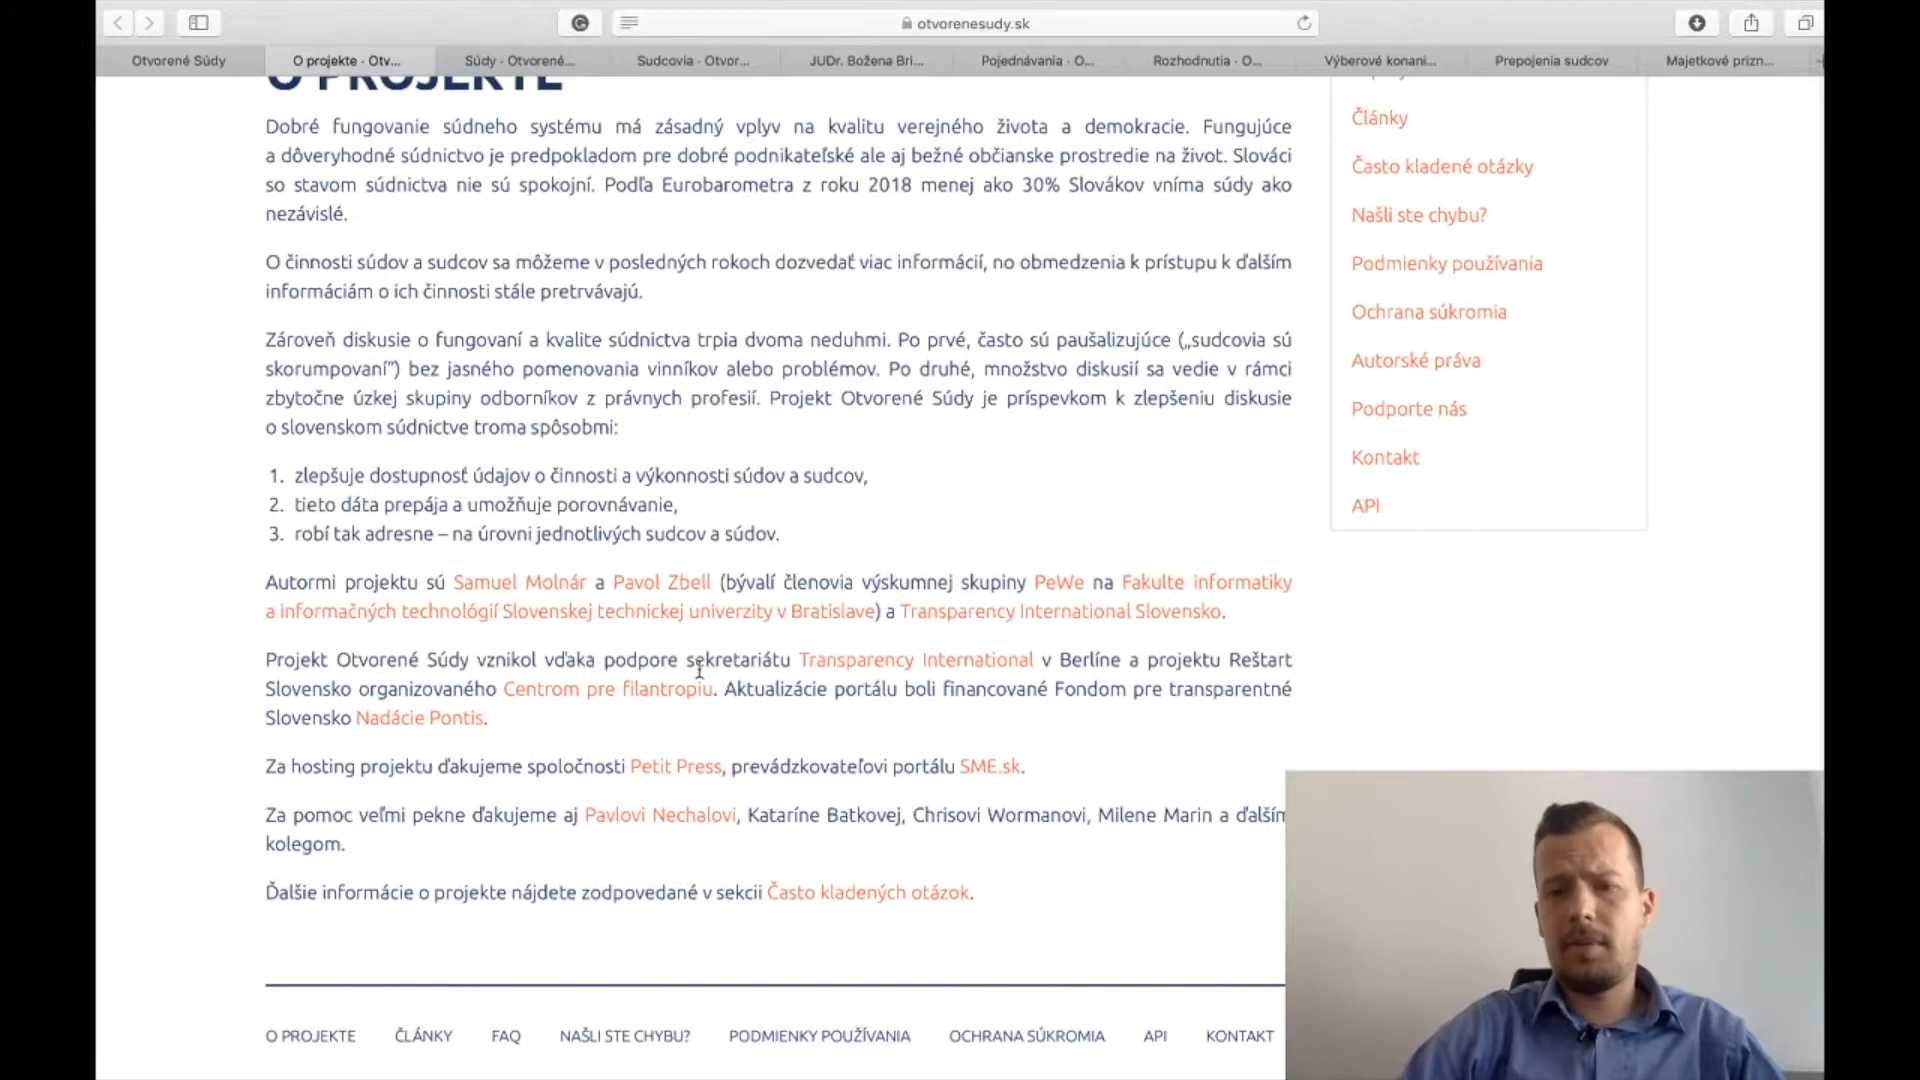 otvorenesudy.sk
Otvorené Súdy
O projekte - Otv...
Súdy - Otvorené...
Sudcovia - Otvor...
JUDr. Božena Bri...
Pojednávania - O...
Rozhodnutia - O...
Výberové konani...
Prepojenia sudcov
Majetkové prizn...
O PROJEKTE
Dobré fungovanie súdneho systému má zásadný vplyv na kvalitu verejného života a demokracie. Fungujúce
a dôveryhodné súdnictvo je predpokladom pre dobré podnikateľské ale aj bežné občianske prostredie na život. Slováci
so stavom súdnictva nie sú spokojní. Podľa Eurobarometra z roku 2018 menej ako 30% Slovákov vníma súdy ako
nezávislé.
O činnosti súdov a sudcov sa môžeme v posledných rokoch dozvedať viac informácií, no obmedzenia k prístupu k ďalším
informáciám o ich činnosti stále pretrvávajú.
Zároveň diskusie o fungovaní a kvalite súdnictva trpia dvoma neduhmi. Po prvé, často sú paušalizujúce („sudcovia sú
skorumpovaní“) bez jasného pomenovania vinníkov alebo problémov. Po druhé, množstvo diskusií sa vedie v rámci
zbytočne úzkej skupiny odborníkov z právnych profesií. Projekt Otvorené Súdy je príspevkom k zlepšeniu diskusie
o slovenskom súdnictve troma spôsobmi:
1. zlepšuje dostupnosť údajov o činnosti a výkonnosti súdov a sudcov,
2. tieto dáta prepája a umožňuje porovnávanie,
3. robí tak adresne – na úrovni jednotlivých sudcov a súdov.
Autormi projektu sú Samuel Molnár a Pavol Zbell (bývalí členovia výskumnej skupiny PeWe na Fakulte informatiky
a informačných technológií Slovenskej technickej univerzity v Bratislave) a Transparency International Slovensko.
Projekt Otvorené Súdy vznikol vďaka podpore sekretariátu Transparency International v Berlíne a projektu Reštart
Slovensko organizovaného Centrom pre filantropiu. Aktualizácie portálu boli financované Fondom pre transparentné
Slovensko Nadácie Pontis.
Za hosting projektu ďakujeme spoločnosti Petit Press, prevádzkovateľovi portálu SME.sk.
Za pomoc veľmi pekne ďakujeme aj Pavlovi Nechalovi, Kataríne Batkovej, Chrisovi Wormanovi, Milene Marin a ďalším
kolegom.
Ďalšie informácie o projekte nájdete zodpovedané v sekcii Často kladených otázok.
Články
Často kladené otázky
Našli ste chybu?
Podmienky používania
Ochrana súkromia
Autorské práva
Podporte nás
Kontakt
API
O PROJEKTE
ČLÁNKY
FAQ
NAŠLI STE CHYBU?
PODMIENKY POUŽÍVANIA
OCHRANA SÚKROMIA
API
KONTAKT